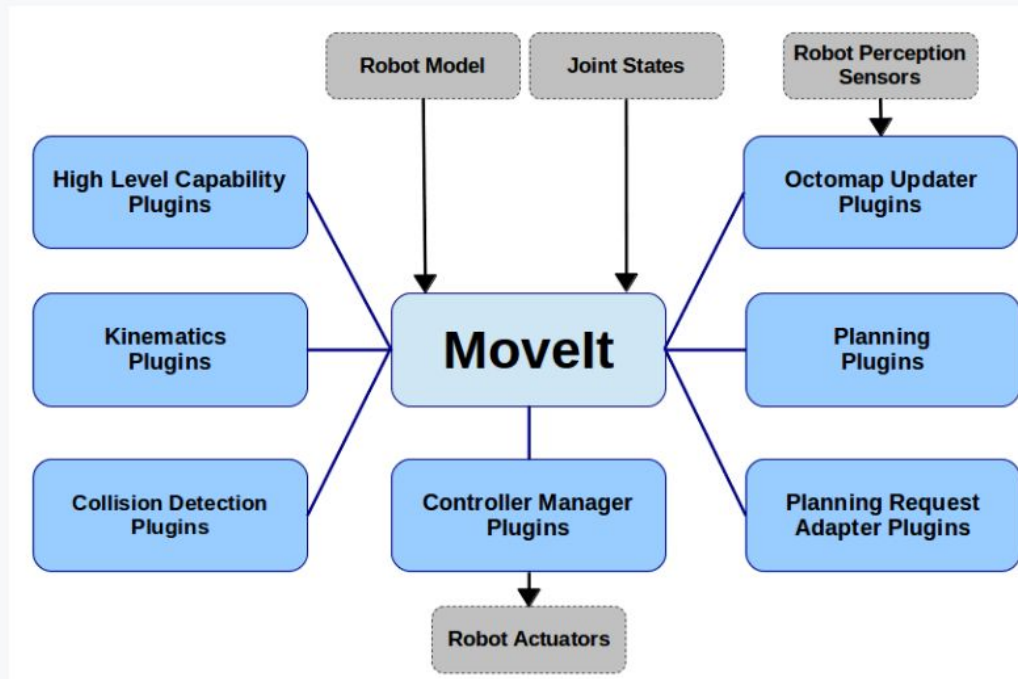 Robot Model
Joint States
Robot Perception
Sensors
High Level Capability
Plugins
Octomap Updater
Plugins
Kinematics
Plugins
MoveIt
Planning
Plugins
Collision Detection
Plugins
Controller Manager
Plugins
Planning Request
Adapter Plugins
Robot Actuators